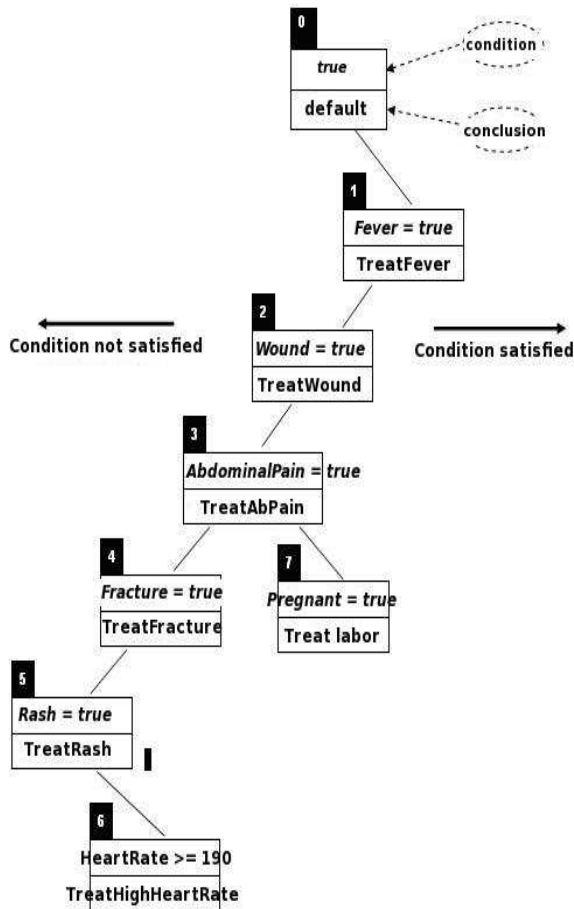 0
true
condition
default
conclusion
1
Fever = true
TreatFever
2
Condition not satisfied
Wound = true
Condition satisfied
TreatWound
3
AbdominalPain = true
TreatAbPain
4
7
Fracture = true
Pregnant = true
TreatFracture
Treat labor
5
Rash = true
TreatRash
6
HeartRate >= 190
TreatHighHeartRate